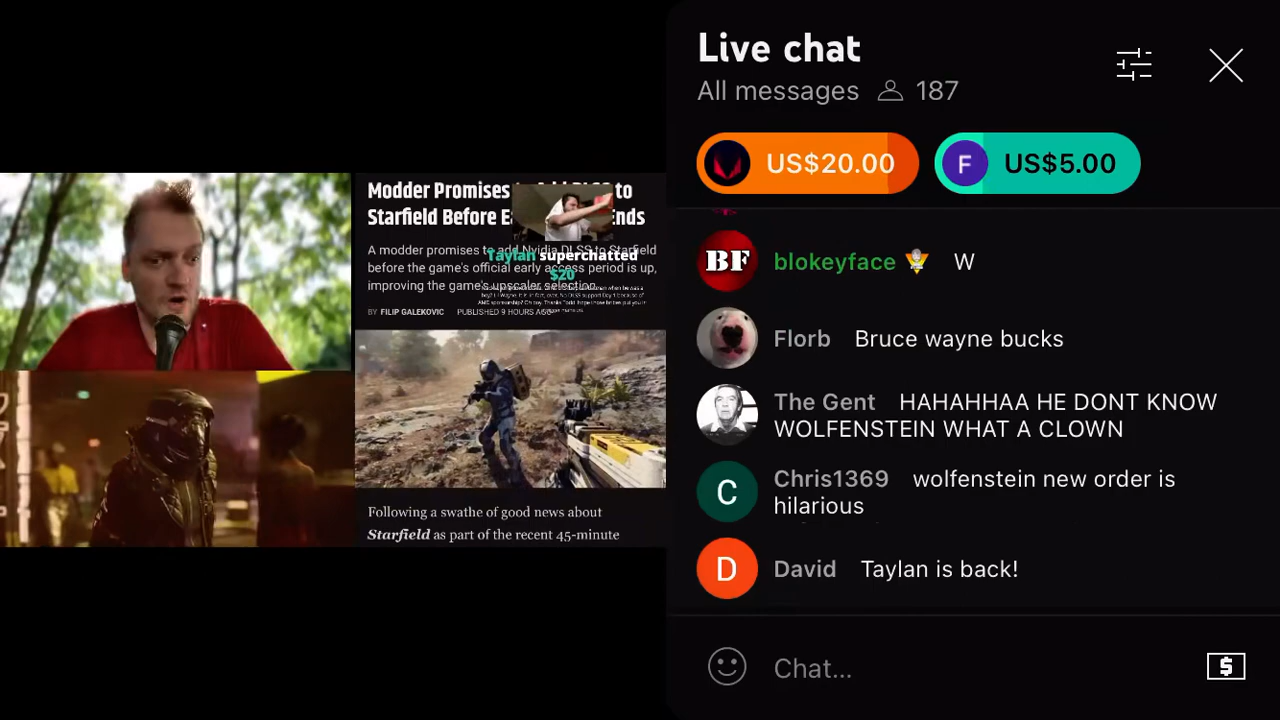 Live chat
All messages 187
US$20.00
F US$5.00
BF blokeyface W
Florb Bruce wayne bucks
The Gent HAHAHHAA HE DONT KNOW
WOLFENSTEIN WHAT A CLOWN
C Chris1369 wolfenstein new order is
hilarious
D David Taylan is back!
Chat...
$
Modder Promises to Add DLSS to
Starfield Before E Ends
A modder promises to add Nvidia DLSS to Starfield
before the game's official early access period is up,
improving the game's upscaler selection.
BY FILIP GALEKOVIC PUBLISHED 9 HOURS AGO
Taylan superchatted
$20
Following a swathe of good news about
Starfield as part of the recent 45-minute